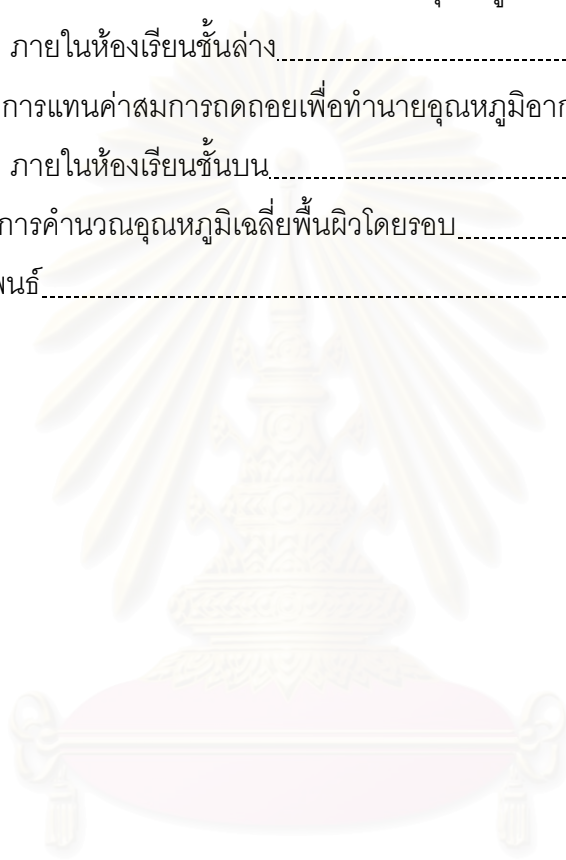 ภายในห้องเรียนชั้นล่าง
การแทนค่าสมการถดถอยเพื่อทำนายอุณหภูมิอาก
ภายในห้องเรียนชั้นบน
การคำนวณอุณหภูมิเฉลี่ยพื้นผิวโดยรอบ
พนธ์